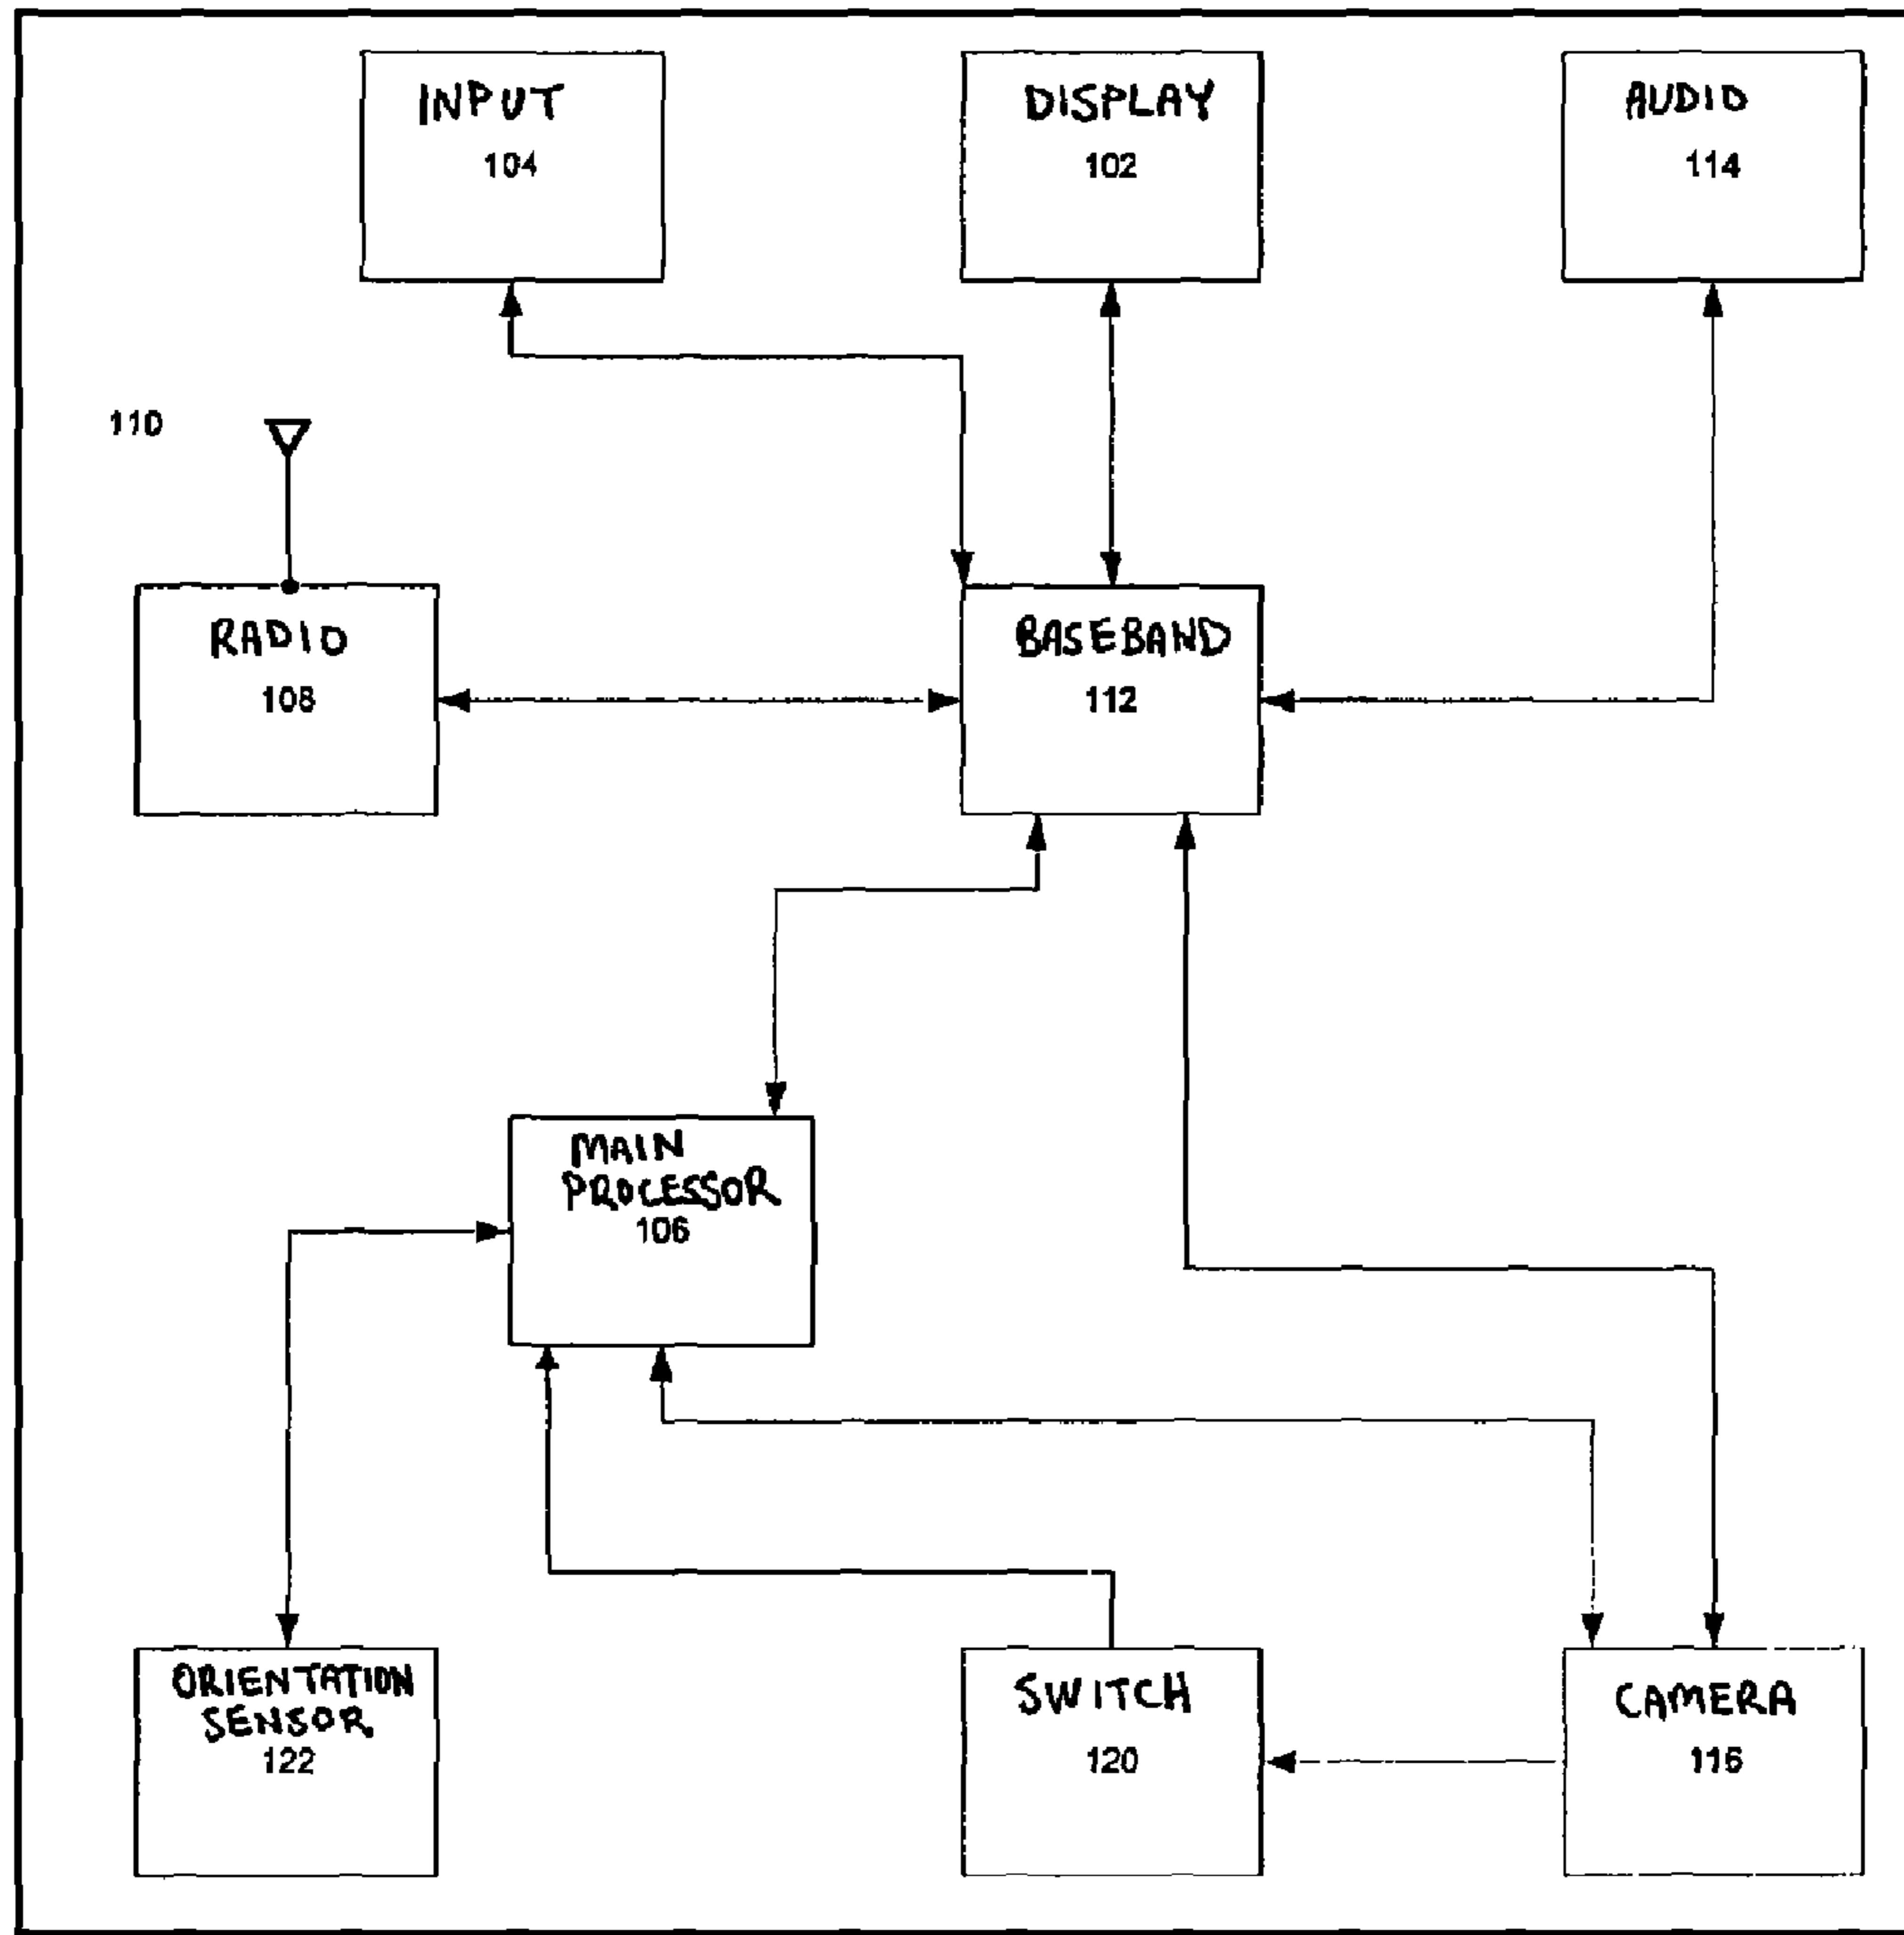 INPUT
104
DISPLAY
102
AUDIO
114
110
RADIO
108
BASEBAND
112
MAIN
PROCESSOR
106
ORIENTATION
SENSOR
122
SWITCH
120
CAMERA
116